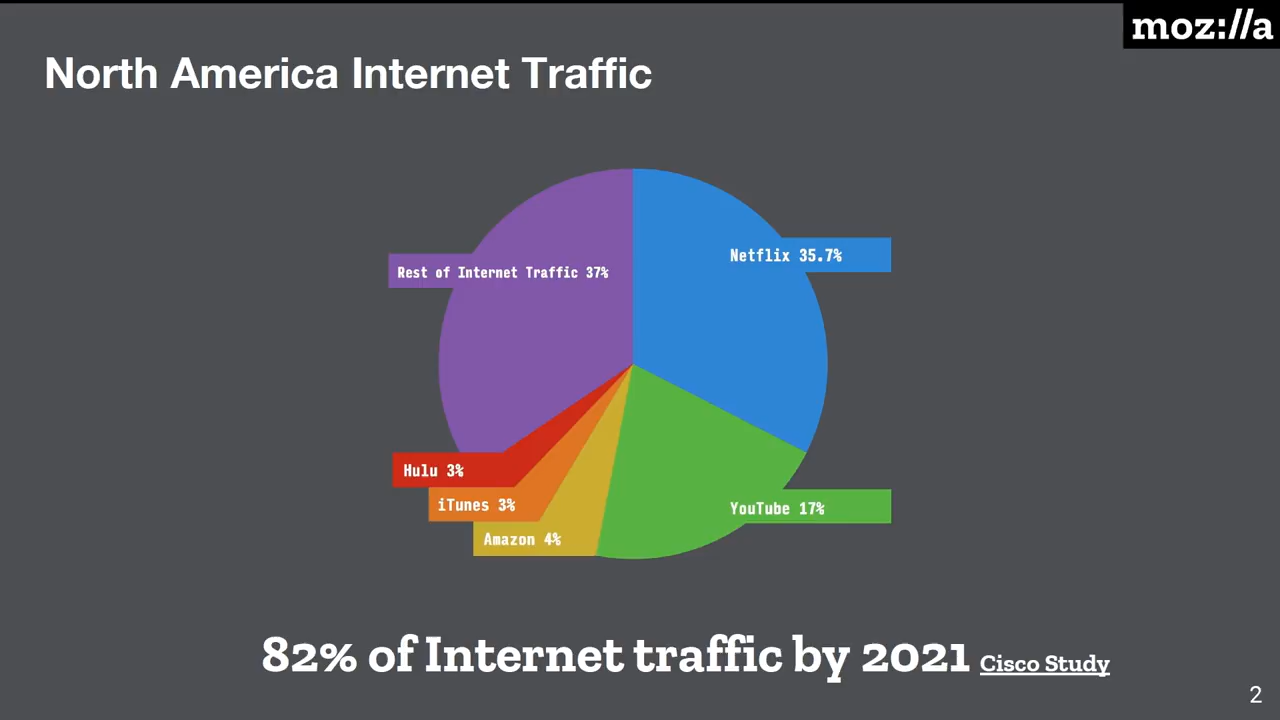 moz://a
North America Internet Traffic
Netflix 35.7%
Rest of Internet Traffic 37%
Hulu 3%
iTunes 3%
YouTube 17%
Amazon 4%
82% of Internet traffic by 2021 Cisco Study
2